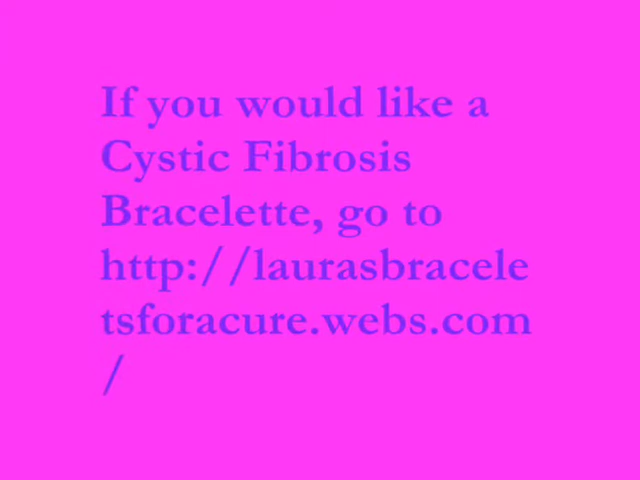 If you would like a
Cystic Fibrosis
Bracelette, go to
http://laurasbracele
tsforacure.webs.com
/